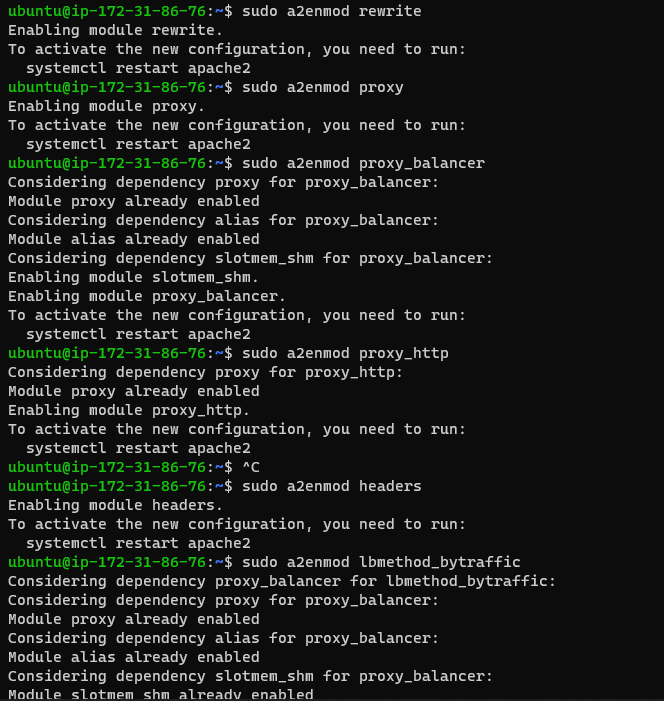 ubuntu@ip-172-31-86-76:~$ sudo a2enmod rewrite
Enabling module rewrite.
To activate the new configuration, you need to run:
  systemctl restart apache2
ubuntu@ip-172-31-86-76:~$ sudo a2enmod proxy
Enabling module proxy.
To activate the new configuration, you need to run:
  systemctl restart apache2
ubuntu@ip-172-31-86-76:~$ sudo a2enmod proxy_balancer
Considering dependency proxy for proxy_balancer:
Module proxy already enabled
Considering dependency alias for proxy_balancer:
Module alias already enabled
Considering dependency slotmem_shm for proxy_balancer:
Enabling module slotmem_shm.
Enabling module proxy_balancer.
To activate the new configuration, you need to run:
  systemctl restart apache2
ubuntu@ip-172-31-86-76:~$ sudo a2enmod proxy_http
Considering dependency proxy for proxy_http:
Module proxy already enabled
Enabling module proxy_http.
To activate the new configuration, you need to run:
  systemctl restart apache2
ubuntu@ip-172-31-86-76:~$ ^C
ubuntu@ip-172-31-86-76:~$ sudo a2enmod headers
Enabling module headers.
To activate the new configuration, you need to run:
  systemctl restart apache2
ubuntu@ip-172-31-86-76:~$ sudo a2enmod lbmethod_bytraffic
Considering dependency proxy_balancer for lbmethod_bytraffic:
Considering dependency proxy for proxy_balancer:
Module proxy already enabled
Considering dependency alias for proxy_balancer:
Module alias already enabled
Considering dependency slotmem_shm for proxy_balancer:
Module slotmem_shm already enabled